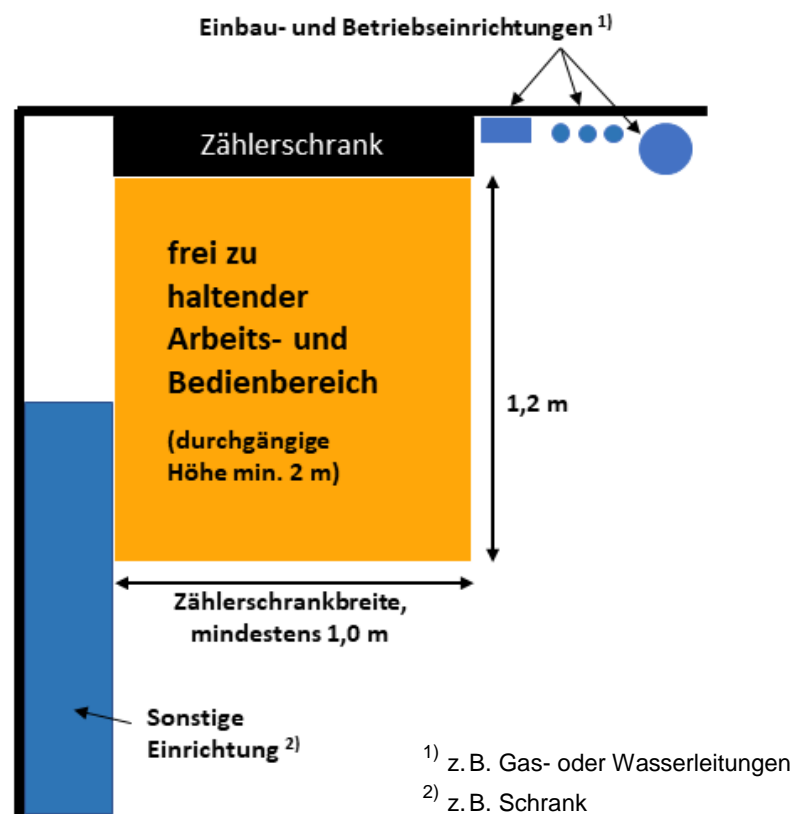 Einbau- und Betriebseinrichtungen 1)
Zählerschrank
frei zu
haltender
Arbeits- und
Bedienbereich
(durchgängige
Höhe min. 2 m)
1,2 m
Zählerschrankbreite,
mindestens 1,0 m
Sonstige
Einrichtung 2)
1) z.B. Gas- oder Wasserleitungen
2) z.B. Schrank